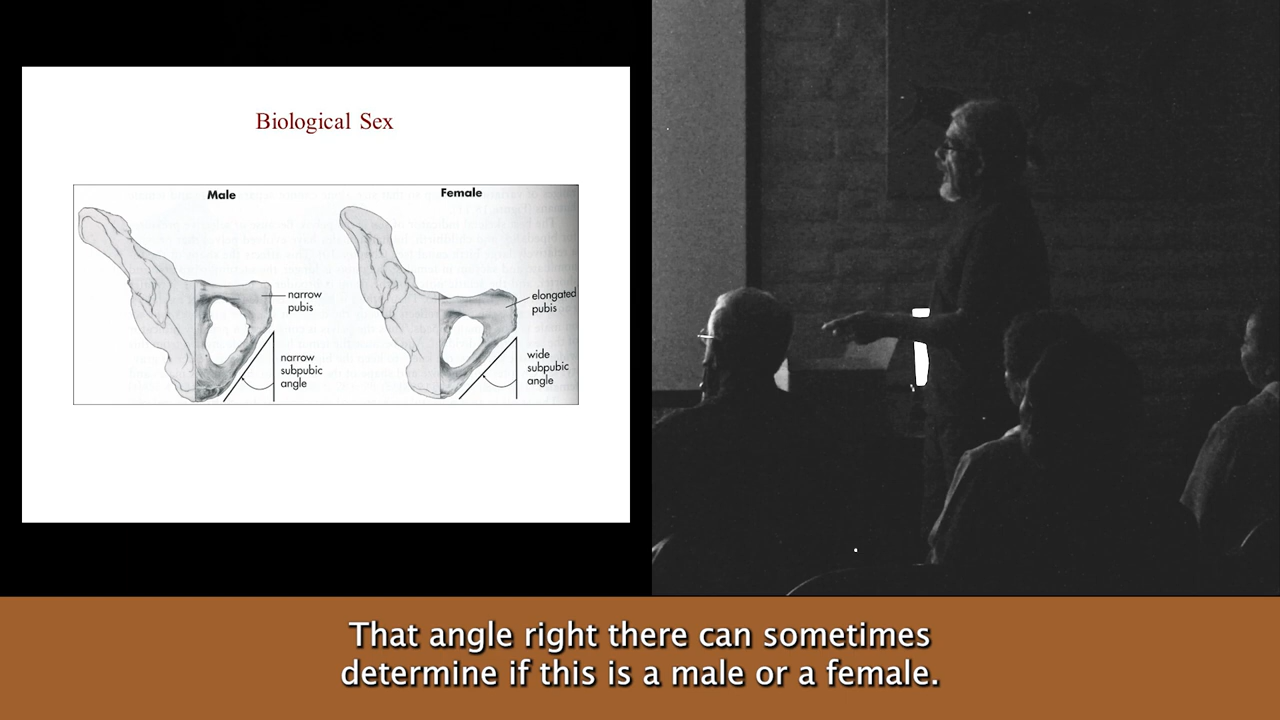 Biological Sex
Male
Female
narrow
pubis
elongated
pubis
narrow
subpubic
angle
wide
subpubic
angle
That angle right there can sometimes
determine if this is a male or a female.